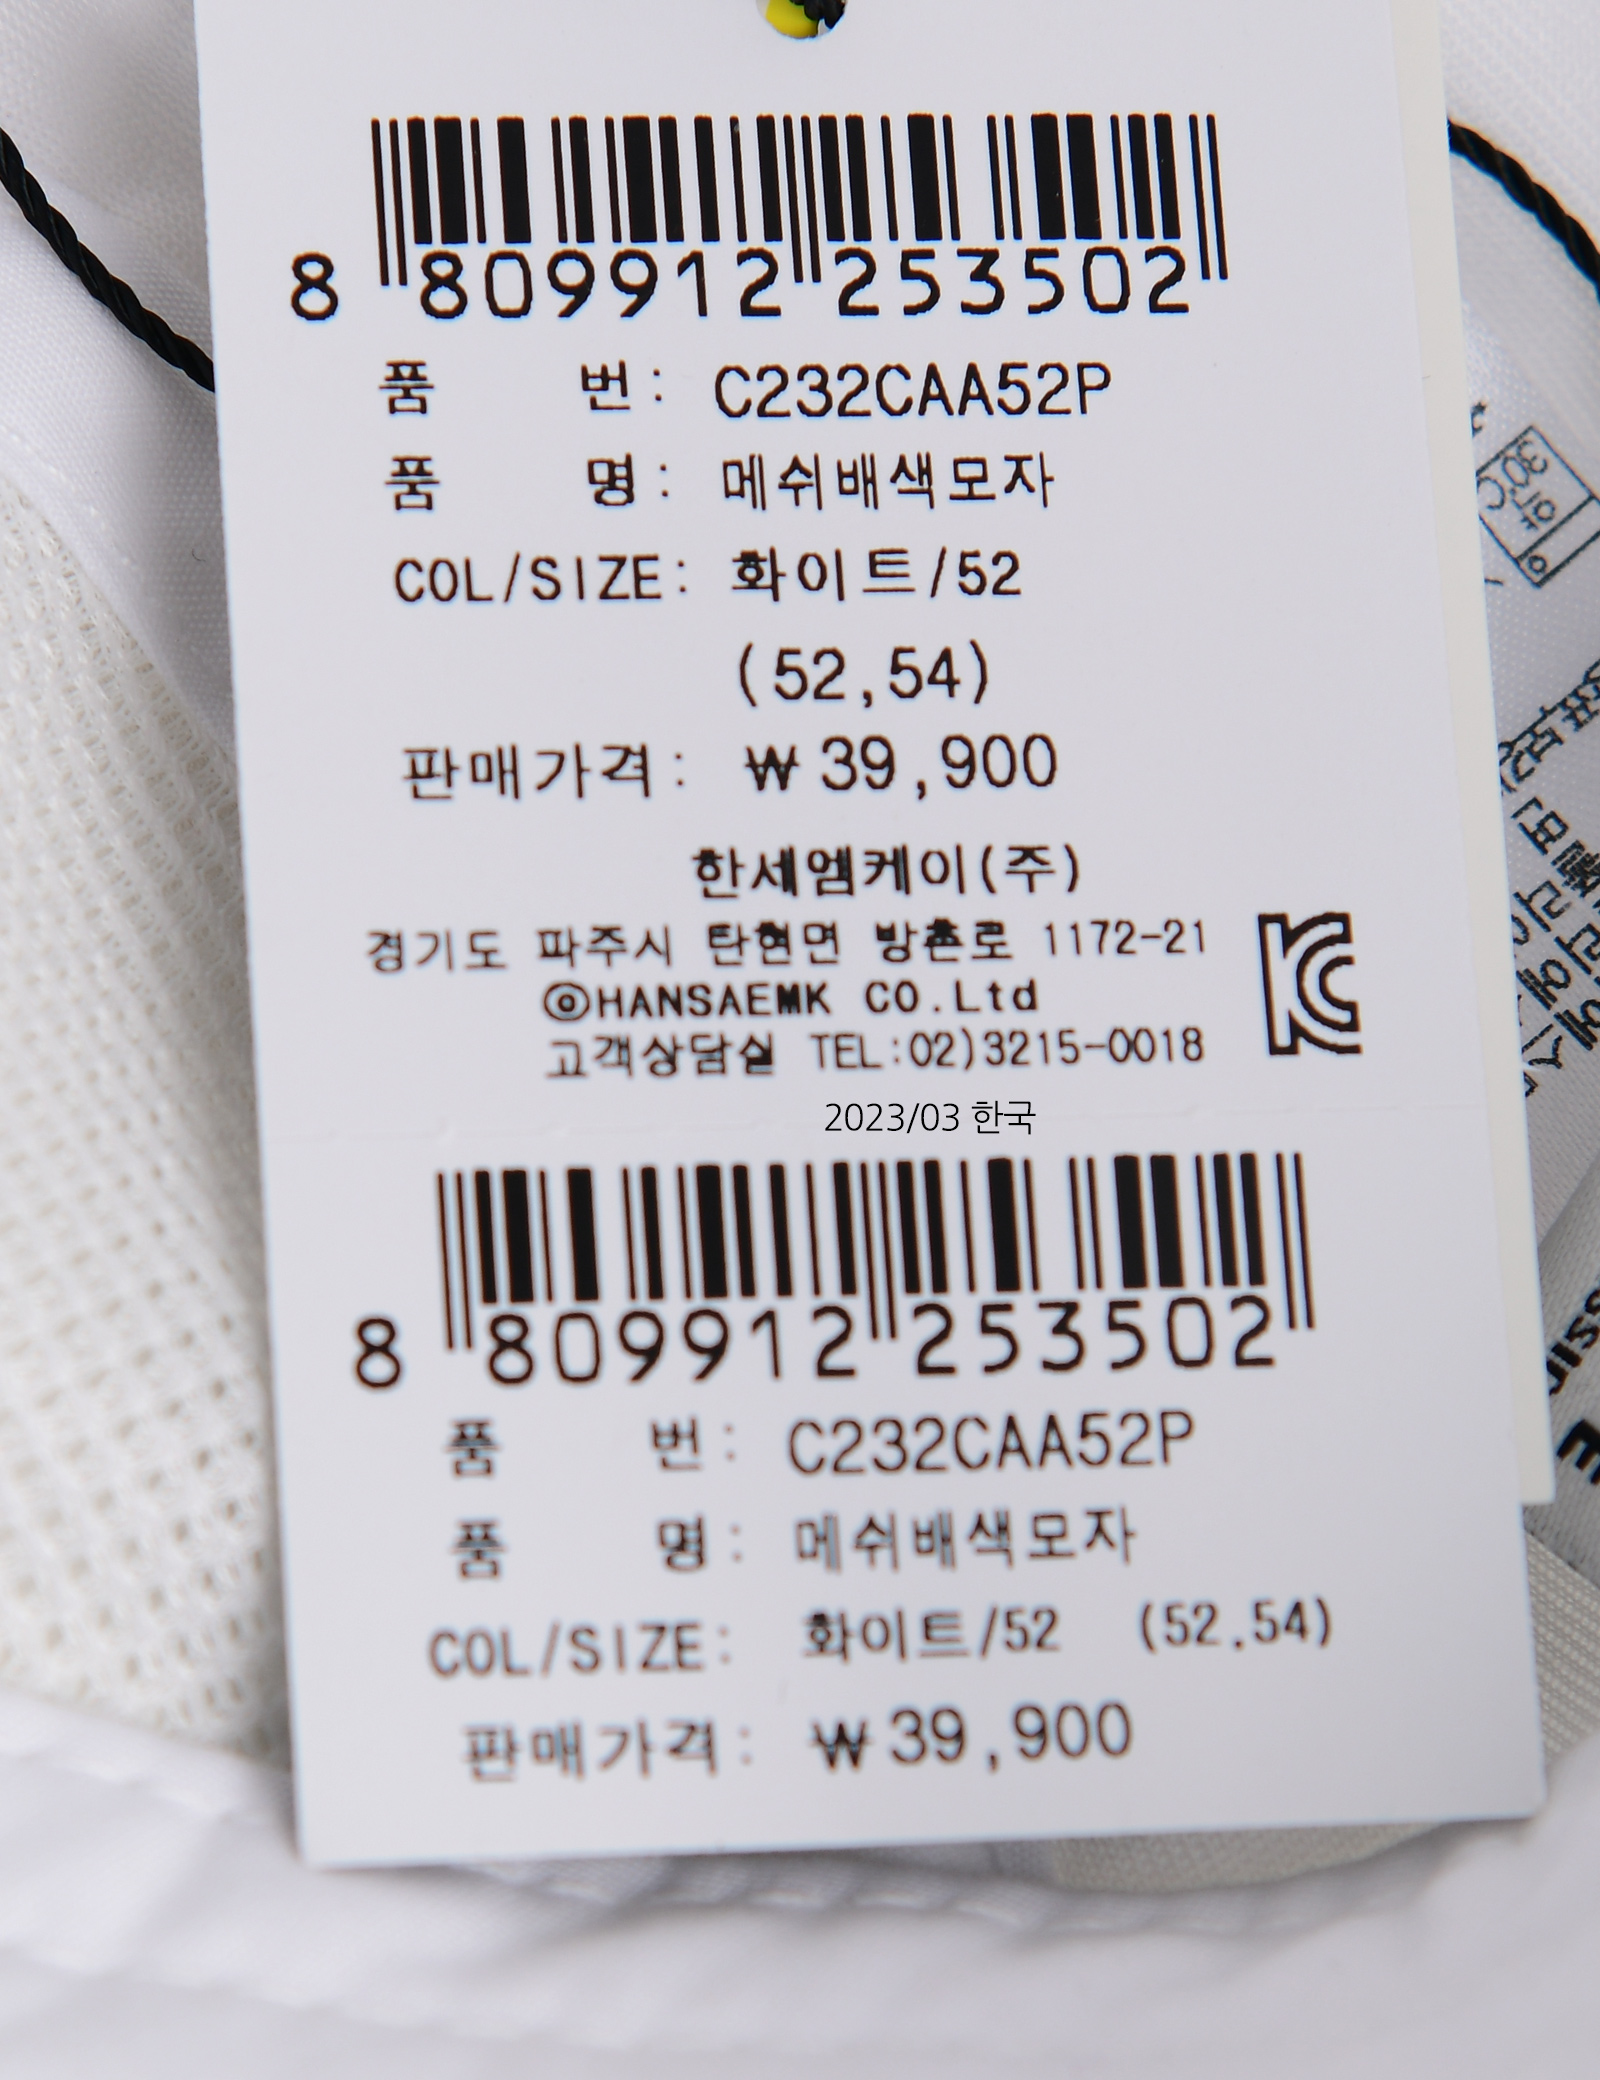 8 809912 253502
품 번: C232CAA52P
품 명: 메쉬배색모자
COL/SIZE: 화이트/52
(52,54)
판매가격: ₩39,900
한세엠케이(주)
경기도 파주시 탄현면 방촌로 1172-21
ⓒHANSAEMK CO.Ltd
고객상담실 TEL:02)3215-0018
2023/03 한국
8 809912 253502
품 번: C232CAA52P
품 명: 메쉬배색모자
COL/SIZE: 화이트/52 (52,54)
판매가격: ₩39,900
약
30℃